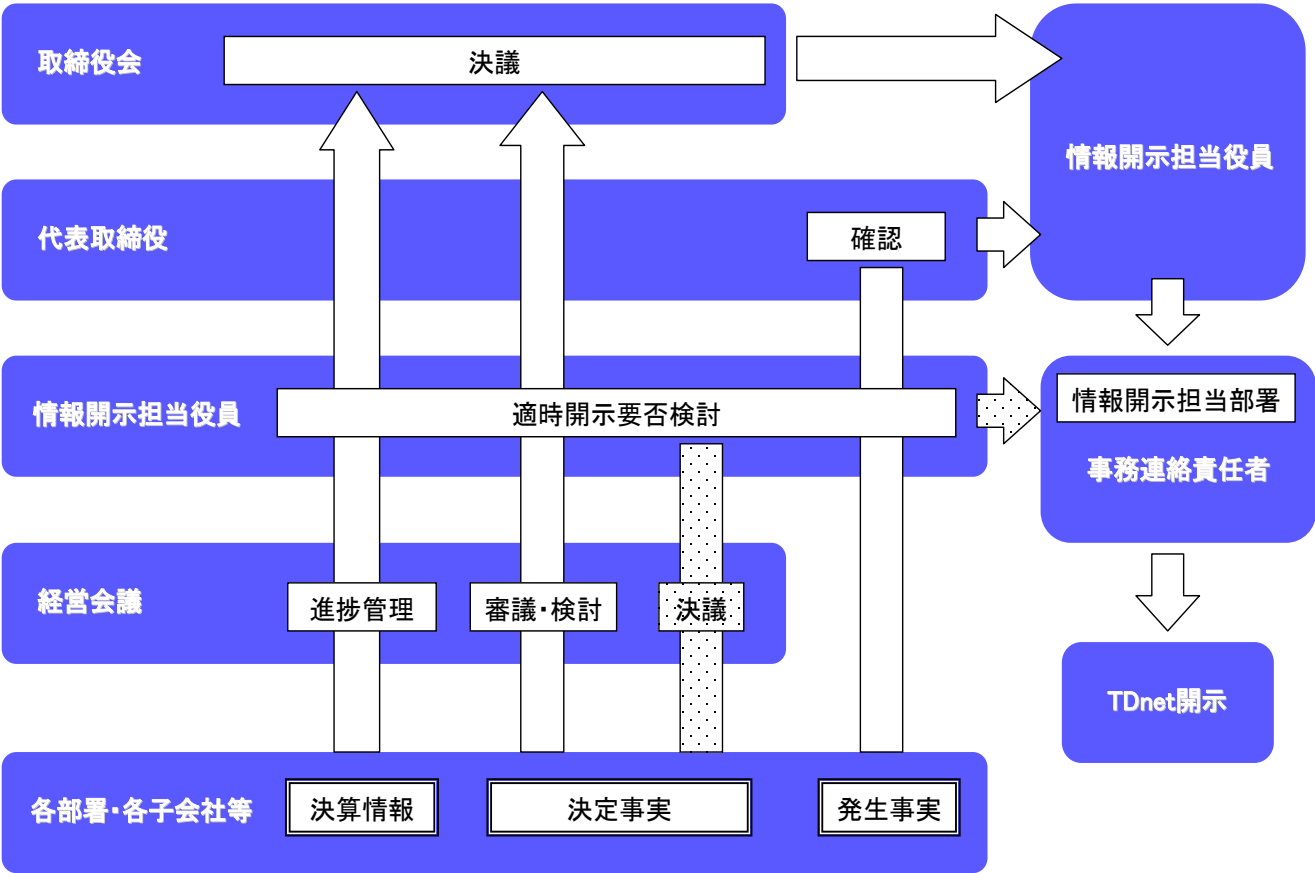 取締役会
決議
情報開示担当役員
代表取締役
確認
情報開示担当役員
適時開示要否検討
情報開示担当部署
事務連絡責任者
経営会議
進捗管理
審議・検討
決議
TDnet開示
各部署・各子会社等
決算情報
決定事実
発生事実